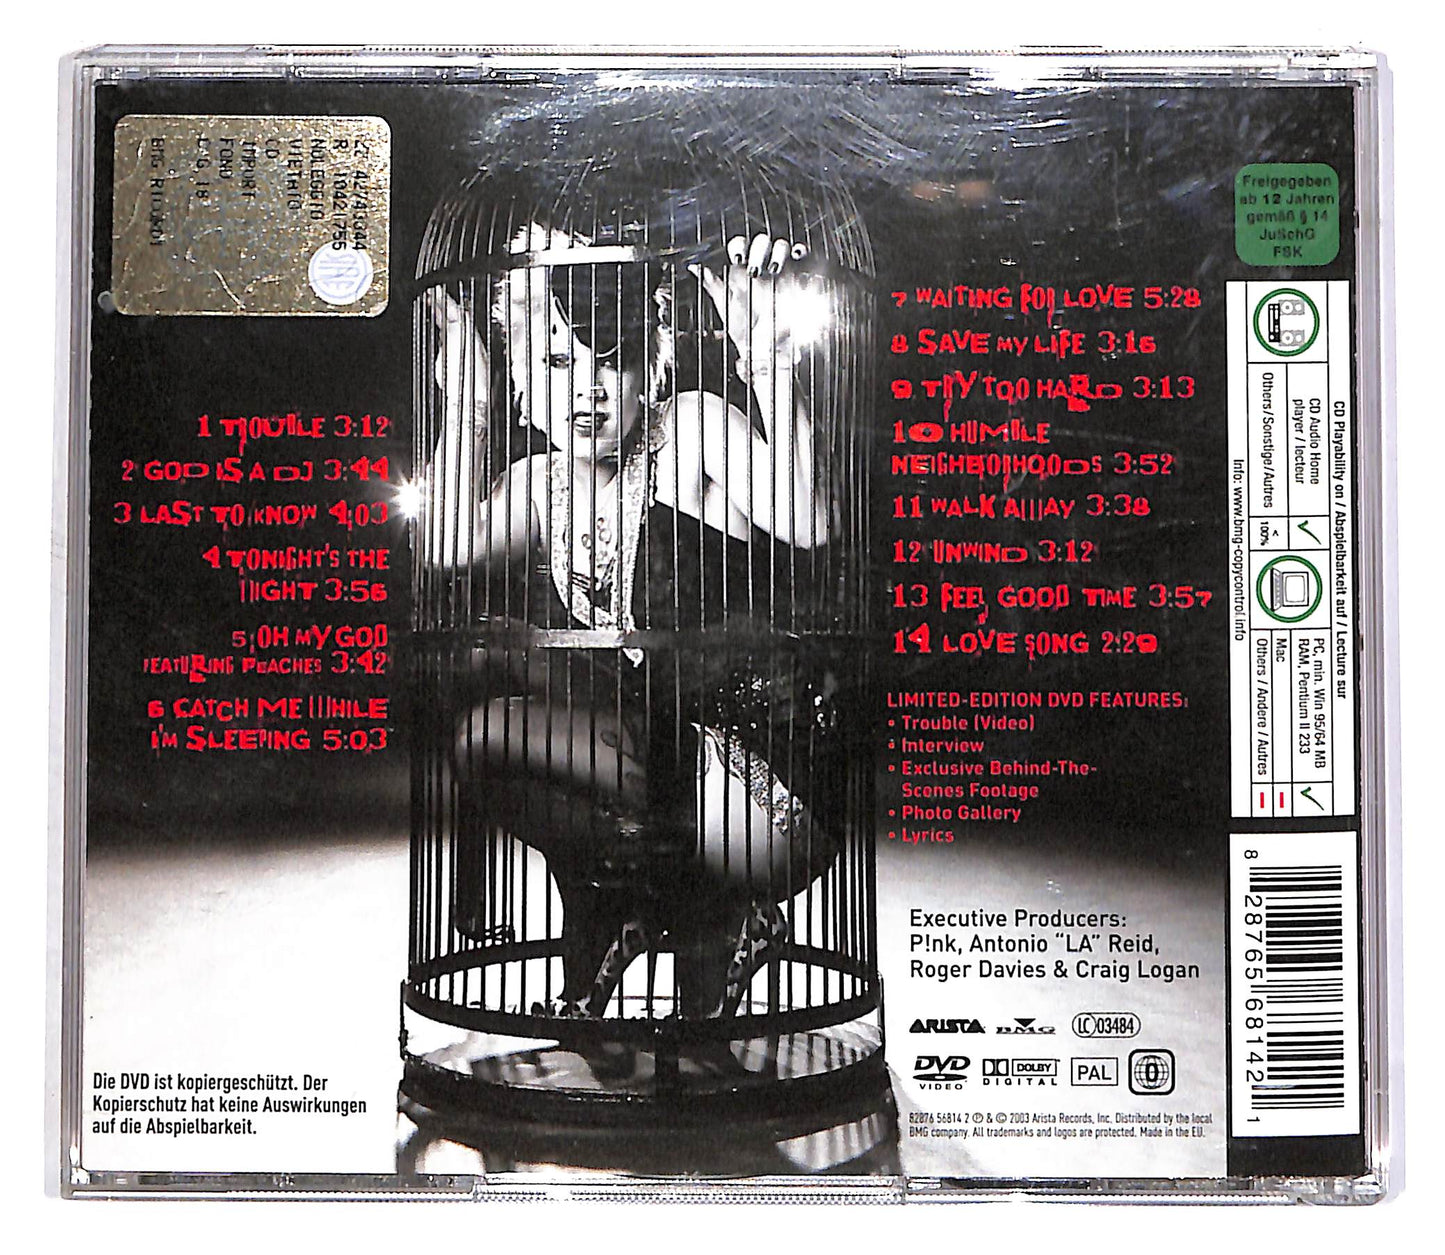 1 TROUBLE 3:12
2 GOD IS A DJ 3:44
3 LAST TO KNOW 4:03
4 TONIGHT'S THE
NIGHT 3:56
5 OH MY GOD
FEATURING PEACHES 3:42
6 CATCH ME WHILE
I'M SLEEPING 5:03
7 WAITING FOR LOVE 5:28
8 SAVE MY LIFE 3:16
9 TRY TOO HARD 3:13
10 HUMBLE
NEIGHBORHOODS 3:52
11 WALK AWAY 3:38
12 UNWIND 3:12
13 FEEL GOOD TIME 3:57
14 LOVE SONG 2:29
LIMITED-EDITION DVD FEATURES:
• Trouble (Video)
• Interview
• Exclusive Behind-The-
Scenes Footage
• Photo Gallery
• Lyrics
Executive Producers:
P!nk, Antonio "LA" Reid,
Roger Davies & Craig Logan
ARISTA BMG LC 03484
DVD VIDEO DOLBY DIGITAL PAL 0
82876 56814 2 ℗ & © 2003 Arista Records, Inc. Distributed by the local
BMG company. All trademarks and logos are protected. Made in the EU.
Die DVD ist kopiergeschützt. Der
Kopierschutz hat keine Auswirkungen
auf die Abspielbarkeit.
Freigegeben
ab 12 Jahren
gemäß § 14
JuSchG
FSK
CD Playability on / Abspielbarkeit auf / Lecture sur
CD Audio Home
player / lecteur
Others / Sonstige / Autres
< 100%
PC, min. Win 95/64 MB
RAM, Pentium II 233
Mac
Others / Andere / Autres
Info: www.bmg-copycontrol.info
8 28765 68142 1
NOLEGGIO
VIETATO
CD
IMPORT
FONO